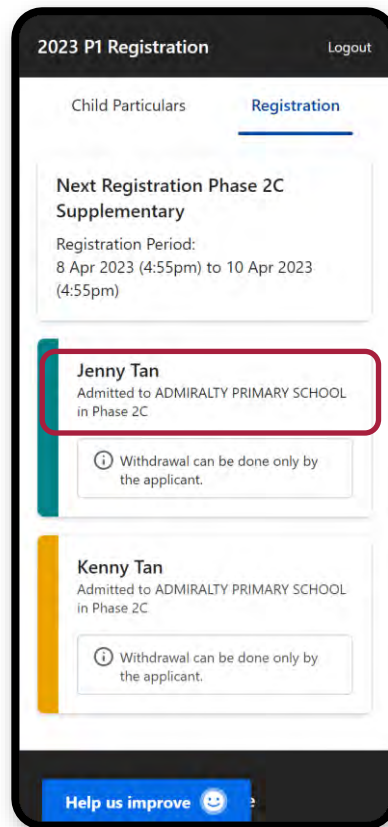 2023 P1 Registration Logout
Child Particulars Registration
Next Registration Phase 2C
Supplementary
Registration Period:
8 Apr 2023 (4:55pm) to 10 Apr 2023
(4:55pm)
Jenny Tan
Admitted to ADMIRALTY PRIMARY SCHOOL
in Phase 2C
Withdrawal can be done only by
the applicant.
Kenny Tan
Admitted to ADMIRALTY PRIMARY SCHOOL
in Phase 2C
Withdrawal can be done only by
the applicant.
Help us improve